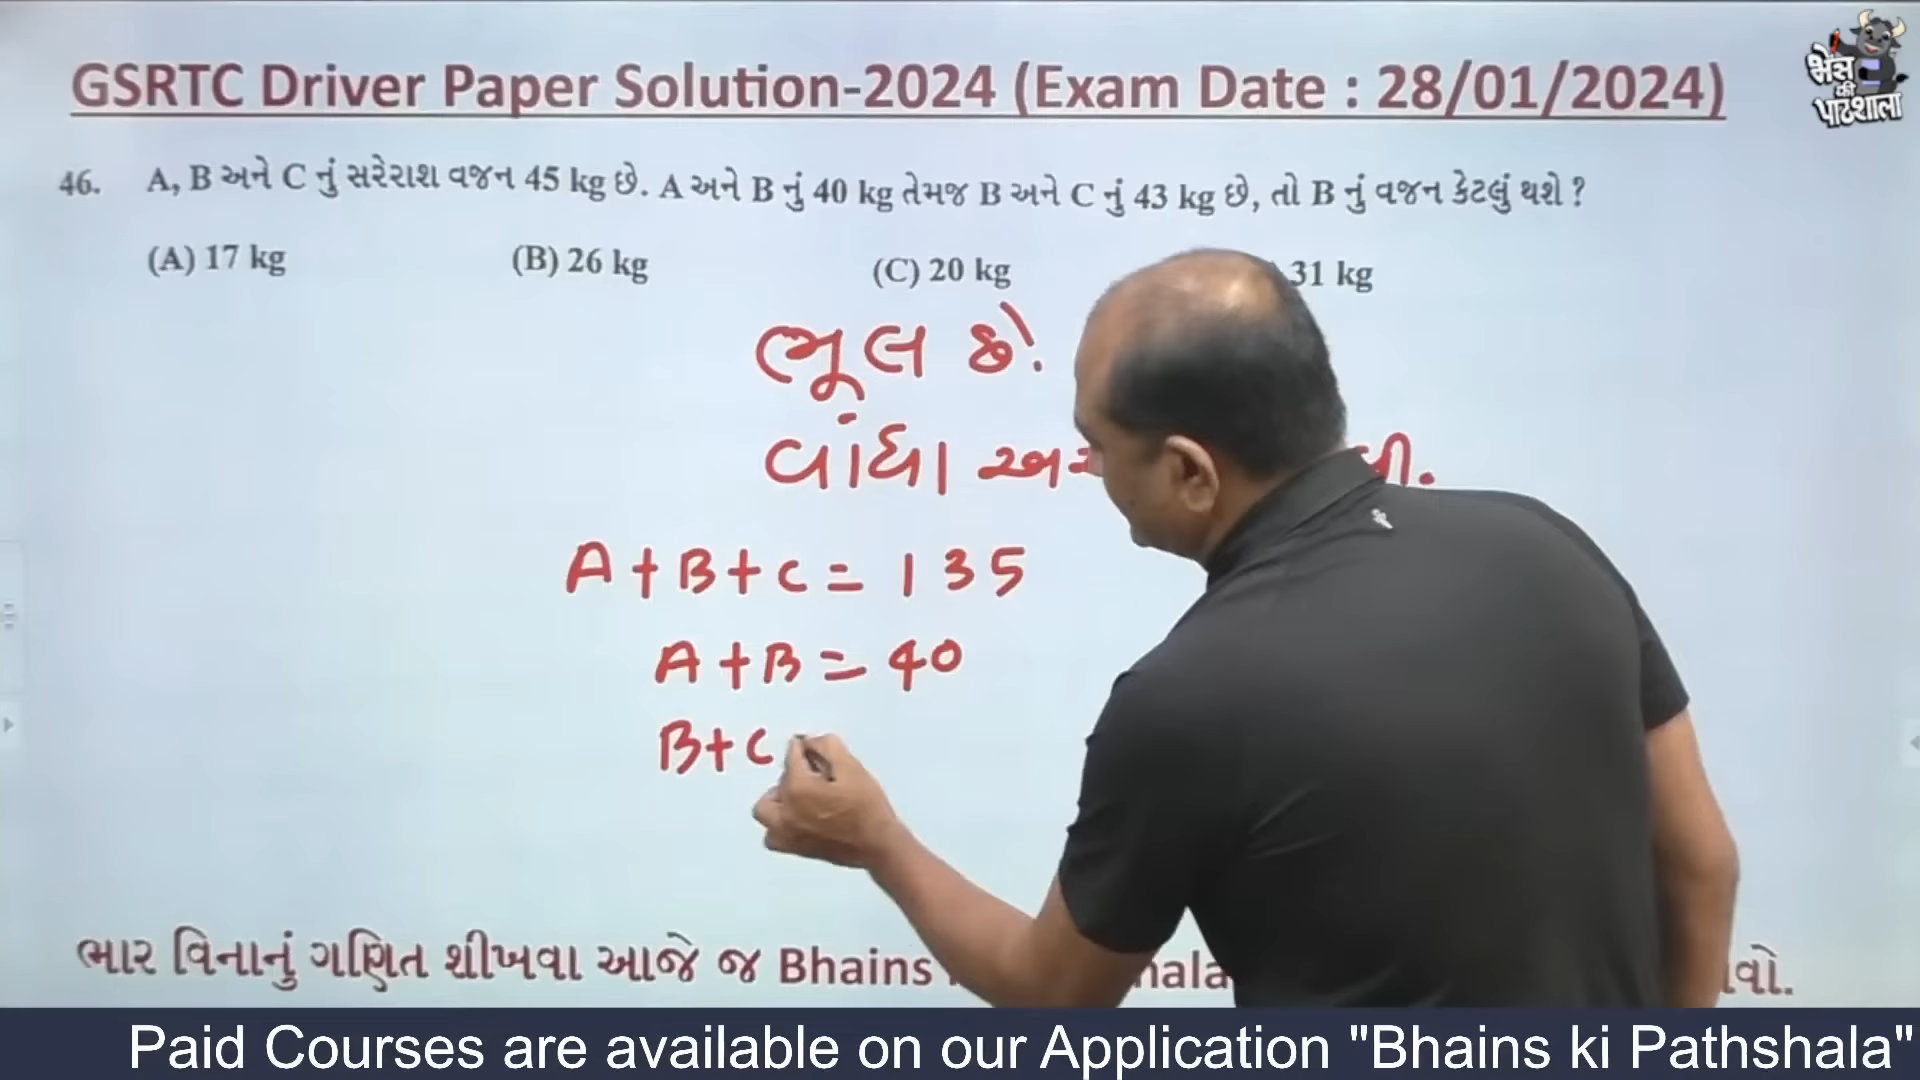 GSRTC Driver Paper Solution-2024 (Exam Date : 28/01/2024)
भैंस की पाठशाला
46. A, B અને C નું સરેરાશ વજન 45 kg છે. A અને B નું 40 kg તેમજ B અને C નું 43 kg છે, તો B નું વજન કેટલું થશે ?
(A) 17 kg (B) 26 kg (C) 20 kg 31 kg
ભૂલ છે.
વાંધા
A + B + C = 135
A + B = 40
B + C
ભાર વિનાનું ગણિત શીખવા આજે જ Bhains
Paid Courses are available on our Application "Bhains ki Pathshala"